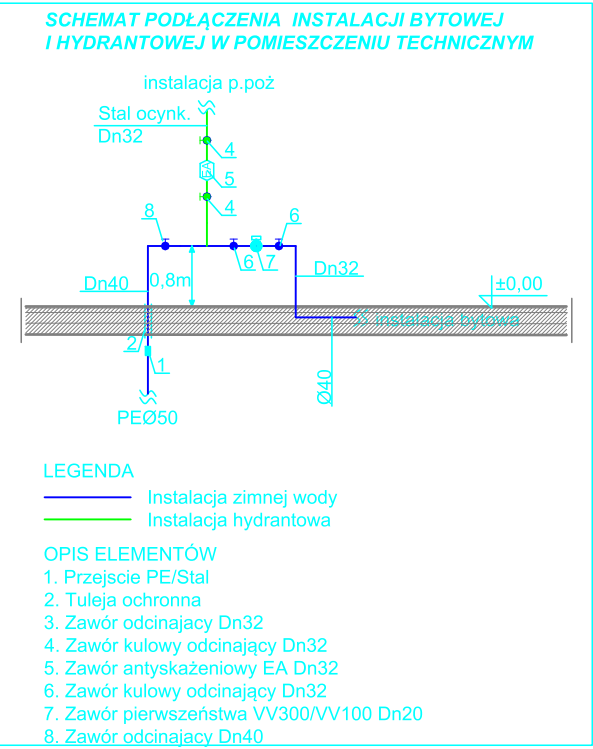 SCHEMAT PODŁĄCZENIA INSTALACJI BYTOWEJ
I HYDRANTOWEJ W POMIESZCZENIU TECHNICZNYM
instalacja p.poż
Stal ocynk.
Dn32
4
EA
5
4
8
6
6
7
Dn40
0,8m
Dn32
±0,00
instalacja bytowa
2
1
Ø40
PEØ50
LEGENDA
Instalacja zimnej wody
Instalacja hydrantowa
OPIS ELEMENTÓW
1. Przejscie PE/Stal
2. Tuleja ochronna
3. Zawór odcinajacy Dn32
4. Zawór kulowy odcinający Dn32
5. Zawór antyskażeniowy EA Dn32
6. Zawór kulowy odcinający Dn32
7. Zawór pierwszeństwa VV300/VV100 Dn20
8. Zawór odcinajacy Dn40